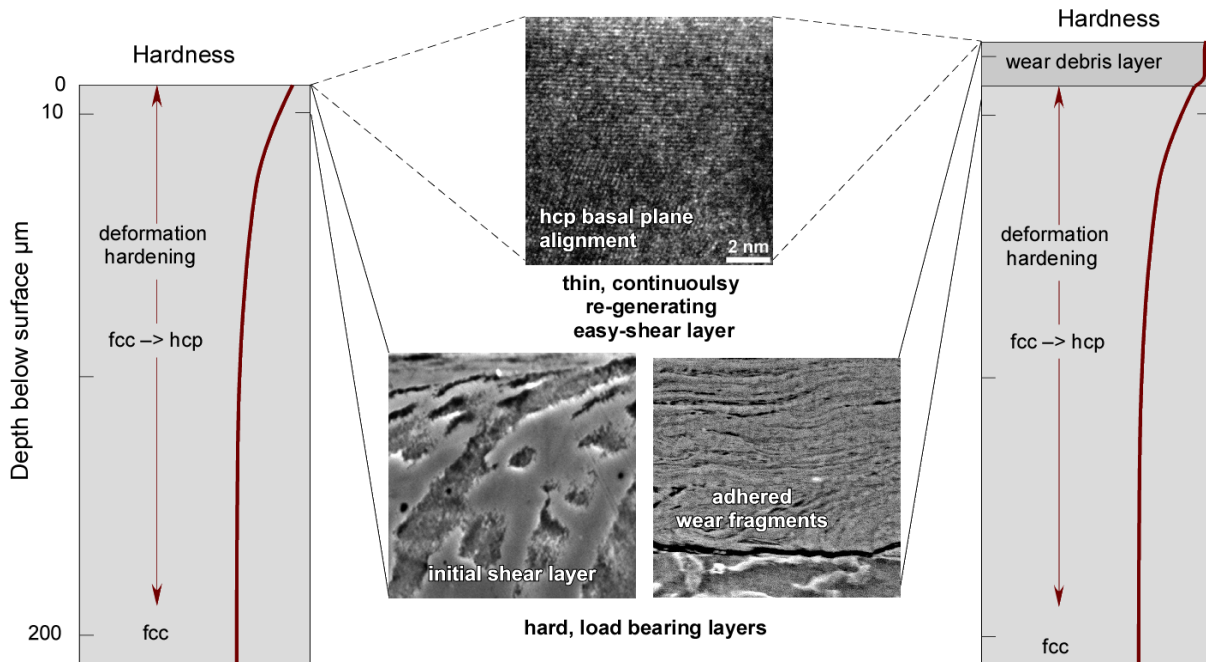 Hardness
0
10
200
Depth below surface µm
deformation
hardening
fcc –> hcp
fcc
hcp basal plane
alignment
2 nm
thin, continuoulsy
re-generating
easy-shear layer
initial shear layer
adhered
wear fragments
hard, load bearing layers
Hardness
wear debris layer
deformation
hardening
fcc –> hcp
fcc